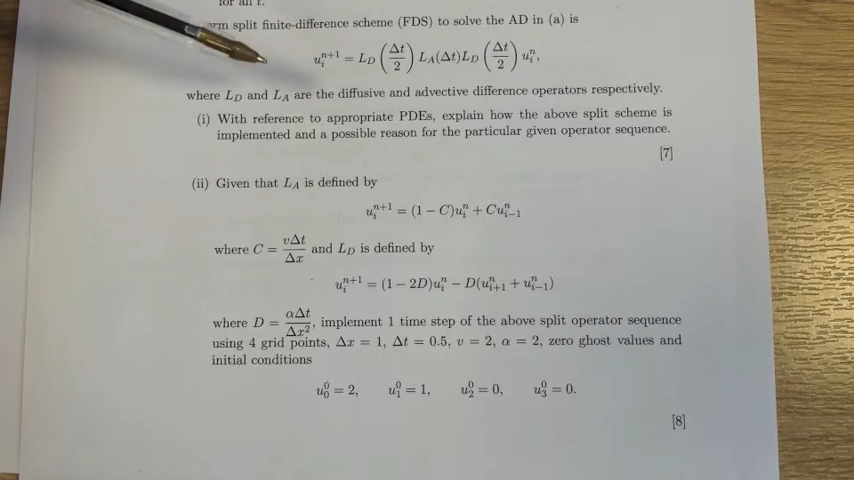 for all t.
split finite-difference scheme (FDS) to solve the AD in (a) is
u_i^{n+1} = L_D (Δt/2) L_A(Δt)L_D (Δt/2) u_i^n,
where L_D and L_A are the diffusive and advective difference operators respectively.
(i) With reference to appropriate PDEs, explain how the above split scheme is
implemented and a possible reason for the particular given operator sequence.
[7]
(ii) Given that L_A is defined by
u_i^{n+1} = (1 − C)u_i^n + Cu_{i−1}^n
where C = vΔt/Δx and L_D is defined by
u_i^{n+1} = (1 − 2D)u_i^n − D(u_{i+1}^n + u_{i−1}^n)
where D = αΔt/Δx², implement 1 time step of the above split operator sequence
using 4 grid points, Δx = 1, Δt = 0.5, v = 2, α = 2, zero ghost values and
initial conditions
u_0^0 = 2, u_1^0 = 1, u_2^0 = 0, u_3^0 = 0.
[8]